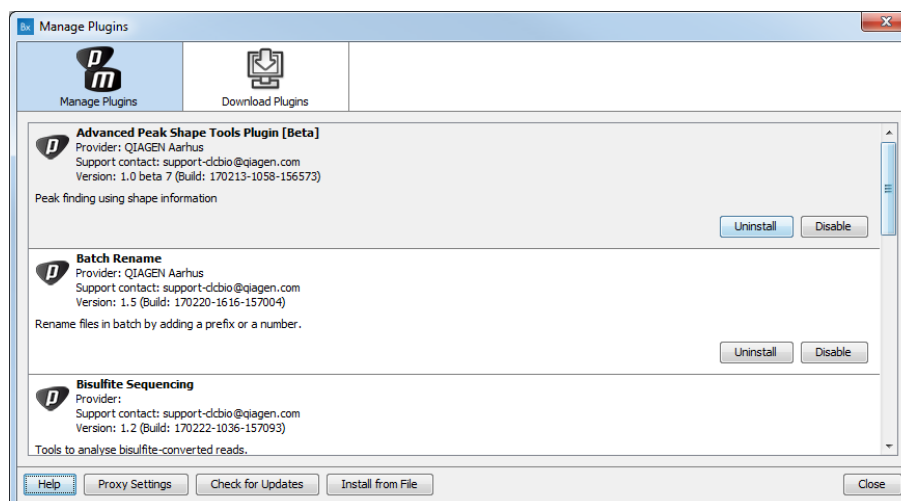 Bx Manage Plugins
Manage Plugins
Download Plugins
Advanced Peak Shape Tools Plugin [Beta]
Provider: QIAGEN Aarhus
Support contact: support-clcbio@qiagen.com
Version: 1.0 beta 7 (Build: 170213-1058-156573)
Peak finding using shape information
Uninstall Disable
Batch Rename
Provider: QIAGEN Aarhus
Support contact: support-clcbio@qiagen.com
Version: 1.5 (Build: 170220-1616-157004)
Rename files in batch by adding a prefix or a number.
Uninstall Disable
Bisulfite Sequencing
Provider:
Support contact: support-clcbio@qiagen.com
Version: 1.2 (Build: 170222-1036-157093)
Tools to analyse bisulfite-converted reads.
Help Proxy Settings Check for Updates Install from File Close